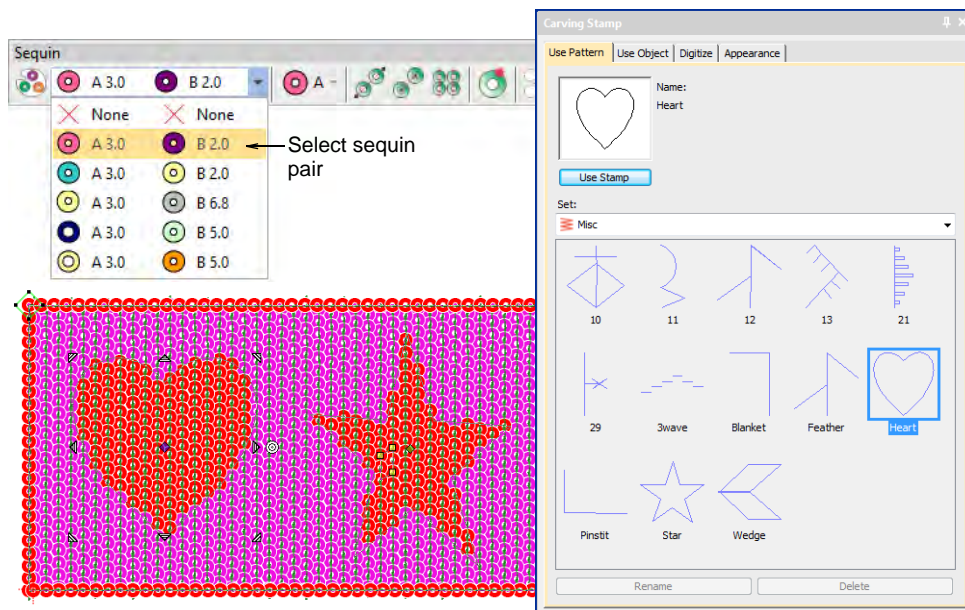 Sequin
A 3.0 B 2.0 A
None None
A 3.0 B 2.0
A 3.0 B 2.0
A 3.0 B 6.8
A 3.0 B 5.0
A 3.0 B 5.0
Select sequin
pair
Carving Stamp
Use Pattern Use Object Digitize Appearance
Name:
Heart
Use Stamp
Set:
Misc
10 11 12 13 21
29 3wave Blanket Feather Heart
Pinstit Star Wedge
Rename Delete